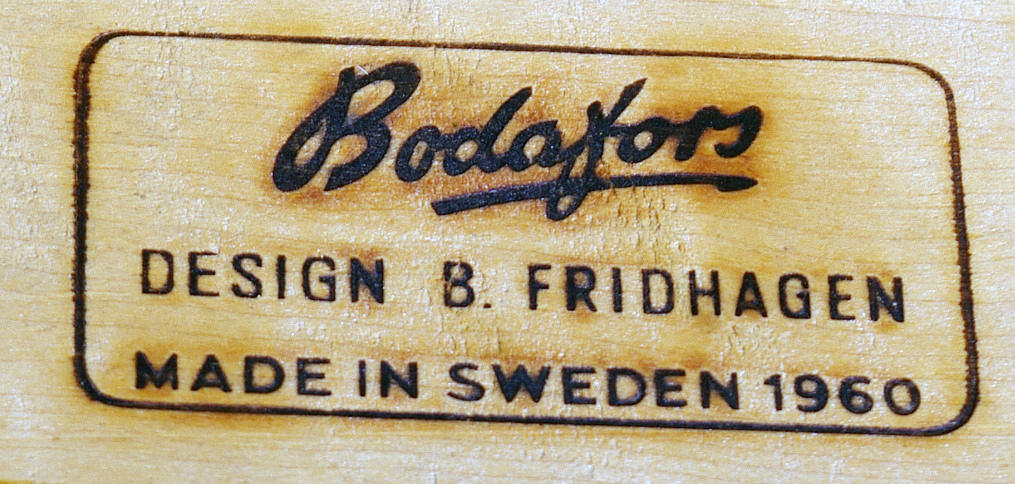 Bodafors
DESIGN B. FRIDHAGEN
MADE IN SWEDEN 1960